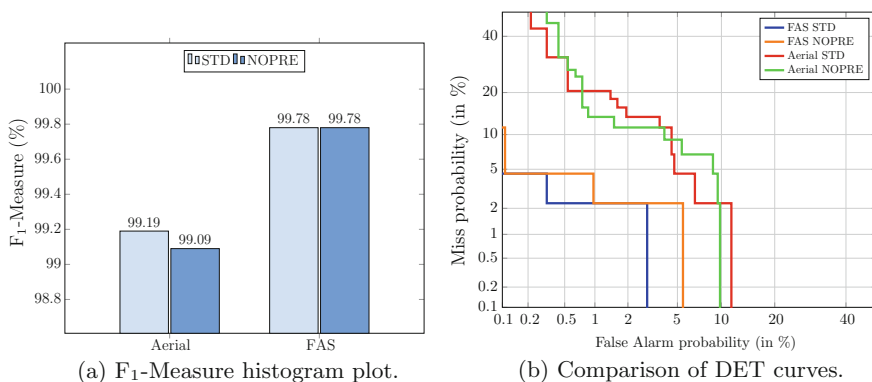 STD NOPRE
100
99.8
99.6
99.4
99.2
99
98.8
F₁-Measure (%)
99.19
99.09
99.78
99.78
Aerial FAS
(a) F₁-Measure histogram plot.
FAS STD
FAS NOPRE
Aerial STD
Aerial NOPRE
40
20
10
5
2
1
0.5
0.2
0.1
Miss probability (in %)
0.1 0.2 0.5 1 2 5 10 20 40
False Alarm probability (in %)
(b) Comparison of DET curves.